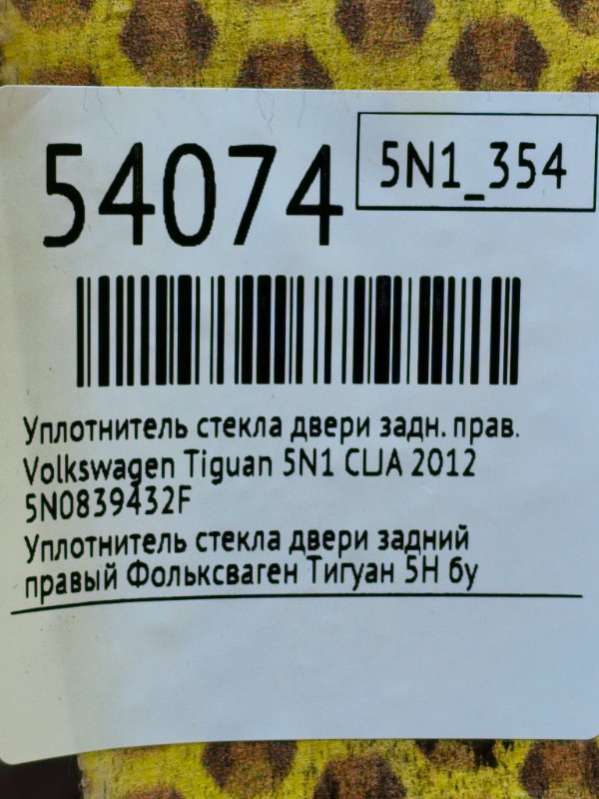 54074
5N1_354
Уплотнитель стекла двери задн. прав.
Volkswagen Tiguan 5N1 CLJA 2012
5N0839432F
Уплотнитель стекла двери задний
правый Фольксваген Тигуан 5Н бу